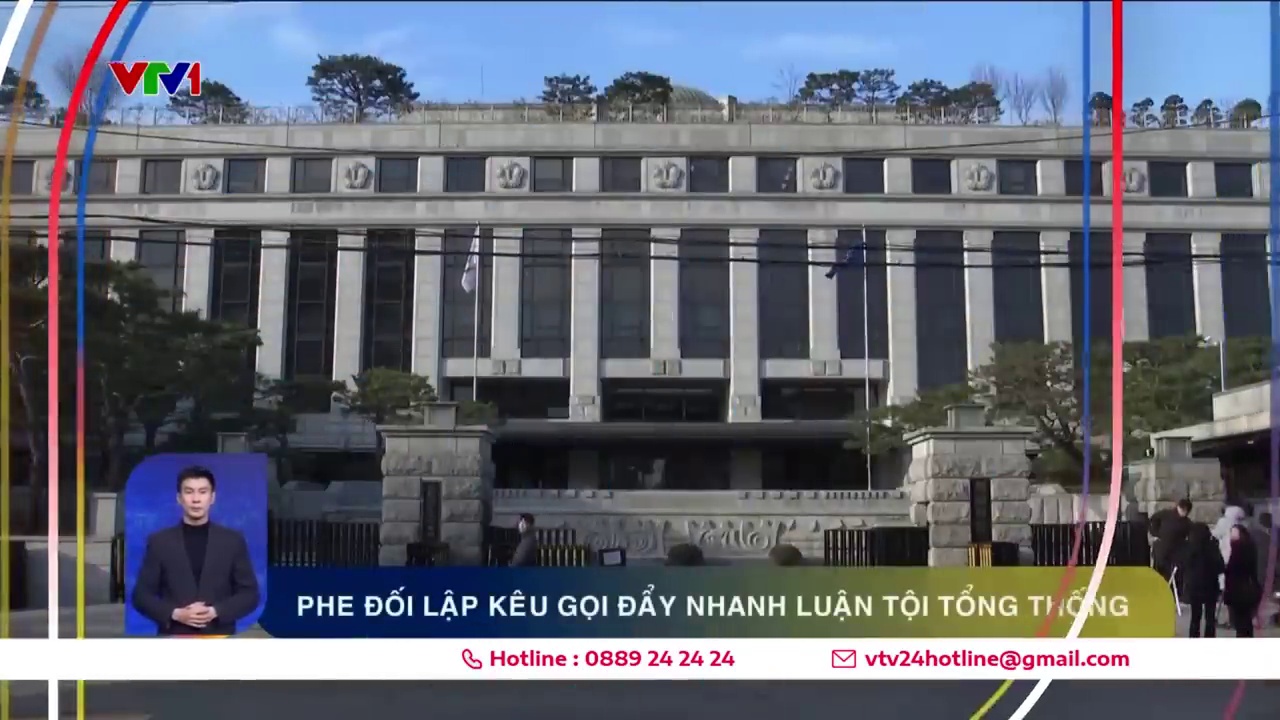 VTV1
PHE ĐỐI LẬP KÊU GỌI ĐẨY NHANH LUẬN TỘI TỔNG THỐNG
Hotline : 0889 24 24 24
vtv24hotline@gmail.com